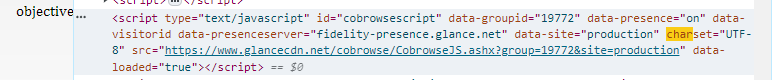 <script>⋯</script>
objective
<script type="text/javascript" id="cobrowsescript" data-groupid="19772" data-presence="on" data-
visitorid data-presenceserver="fidelity-presence.glance.net" data-site="production" charset="UTF-
8" src="https://www.glancecdn.net/cobrowse/CobrowseJS.ashx?group=19772&site=production" data-
loaded="true"></script> == $0